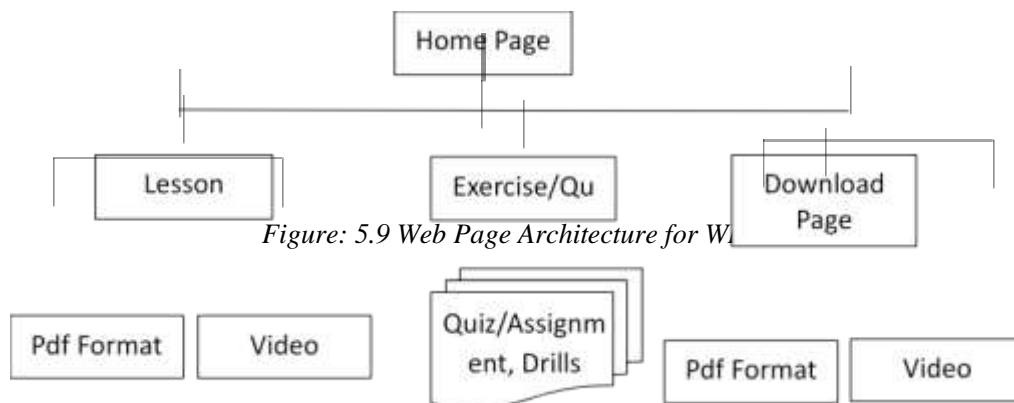 Home Page
Lesson
Exercise/Qu
Download
Page
Figure: 5.9 Web Page Architecture for
Quiz/Assignm
ent, Drills
Pdf Format
Video
Pdf Format
Video